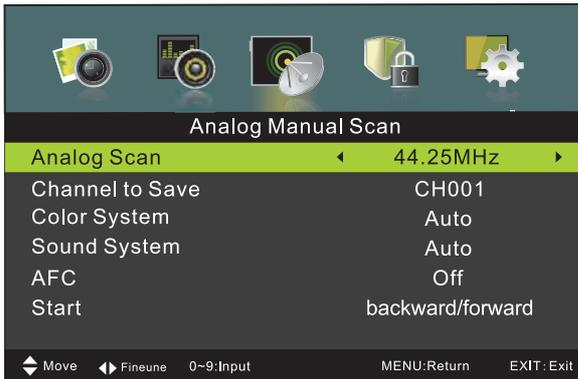 Analog Manual Scan
Analog Scan 44.25MHz
Channel to Save CH001
Color System Auto
Sound System Auto
AFC Off
Start backward/forward
Move Fineune 0~9:Input MENU:Return EXIT:Exit